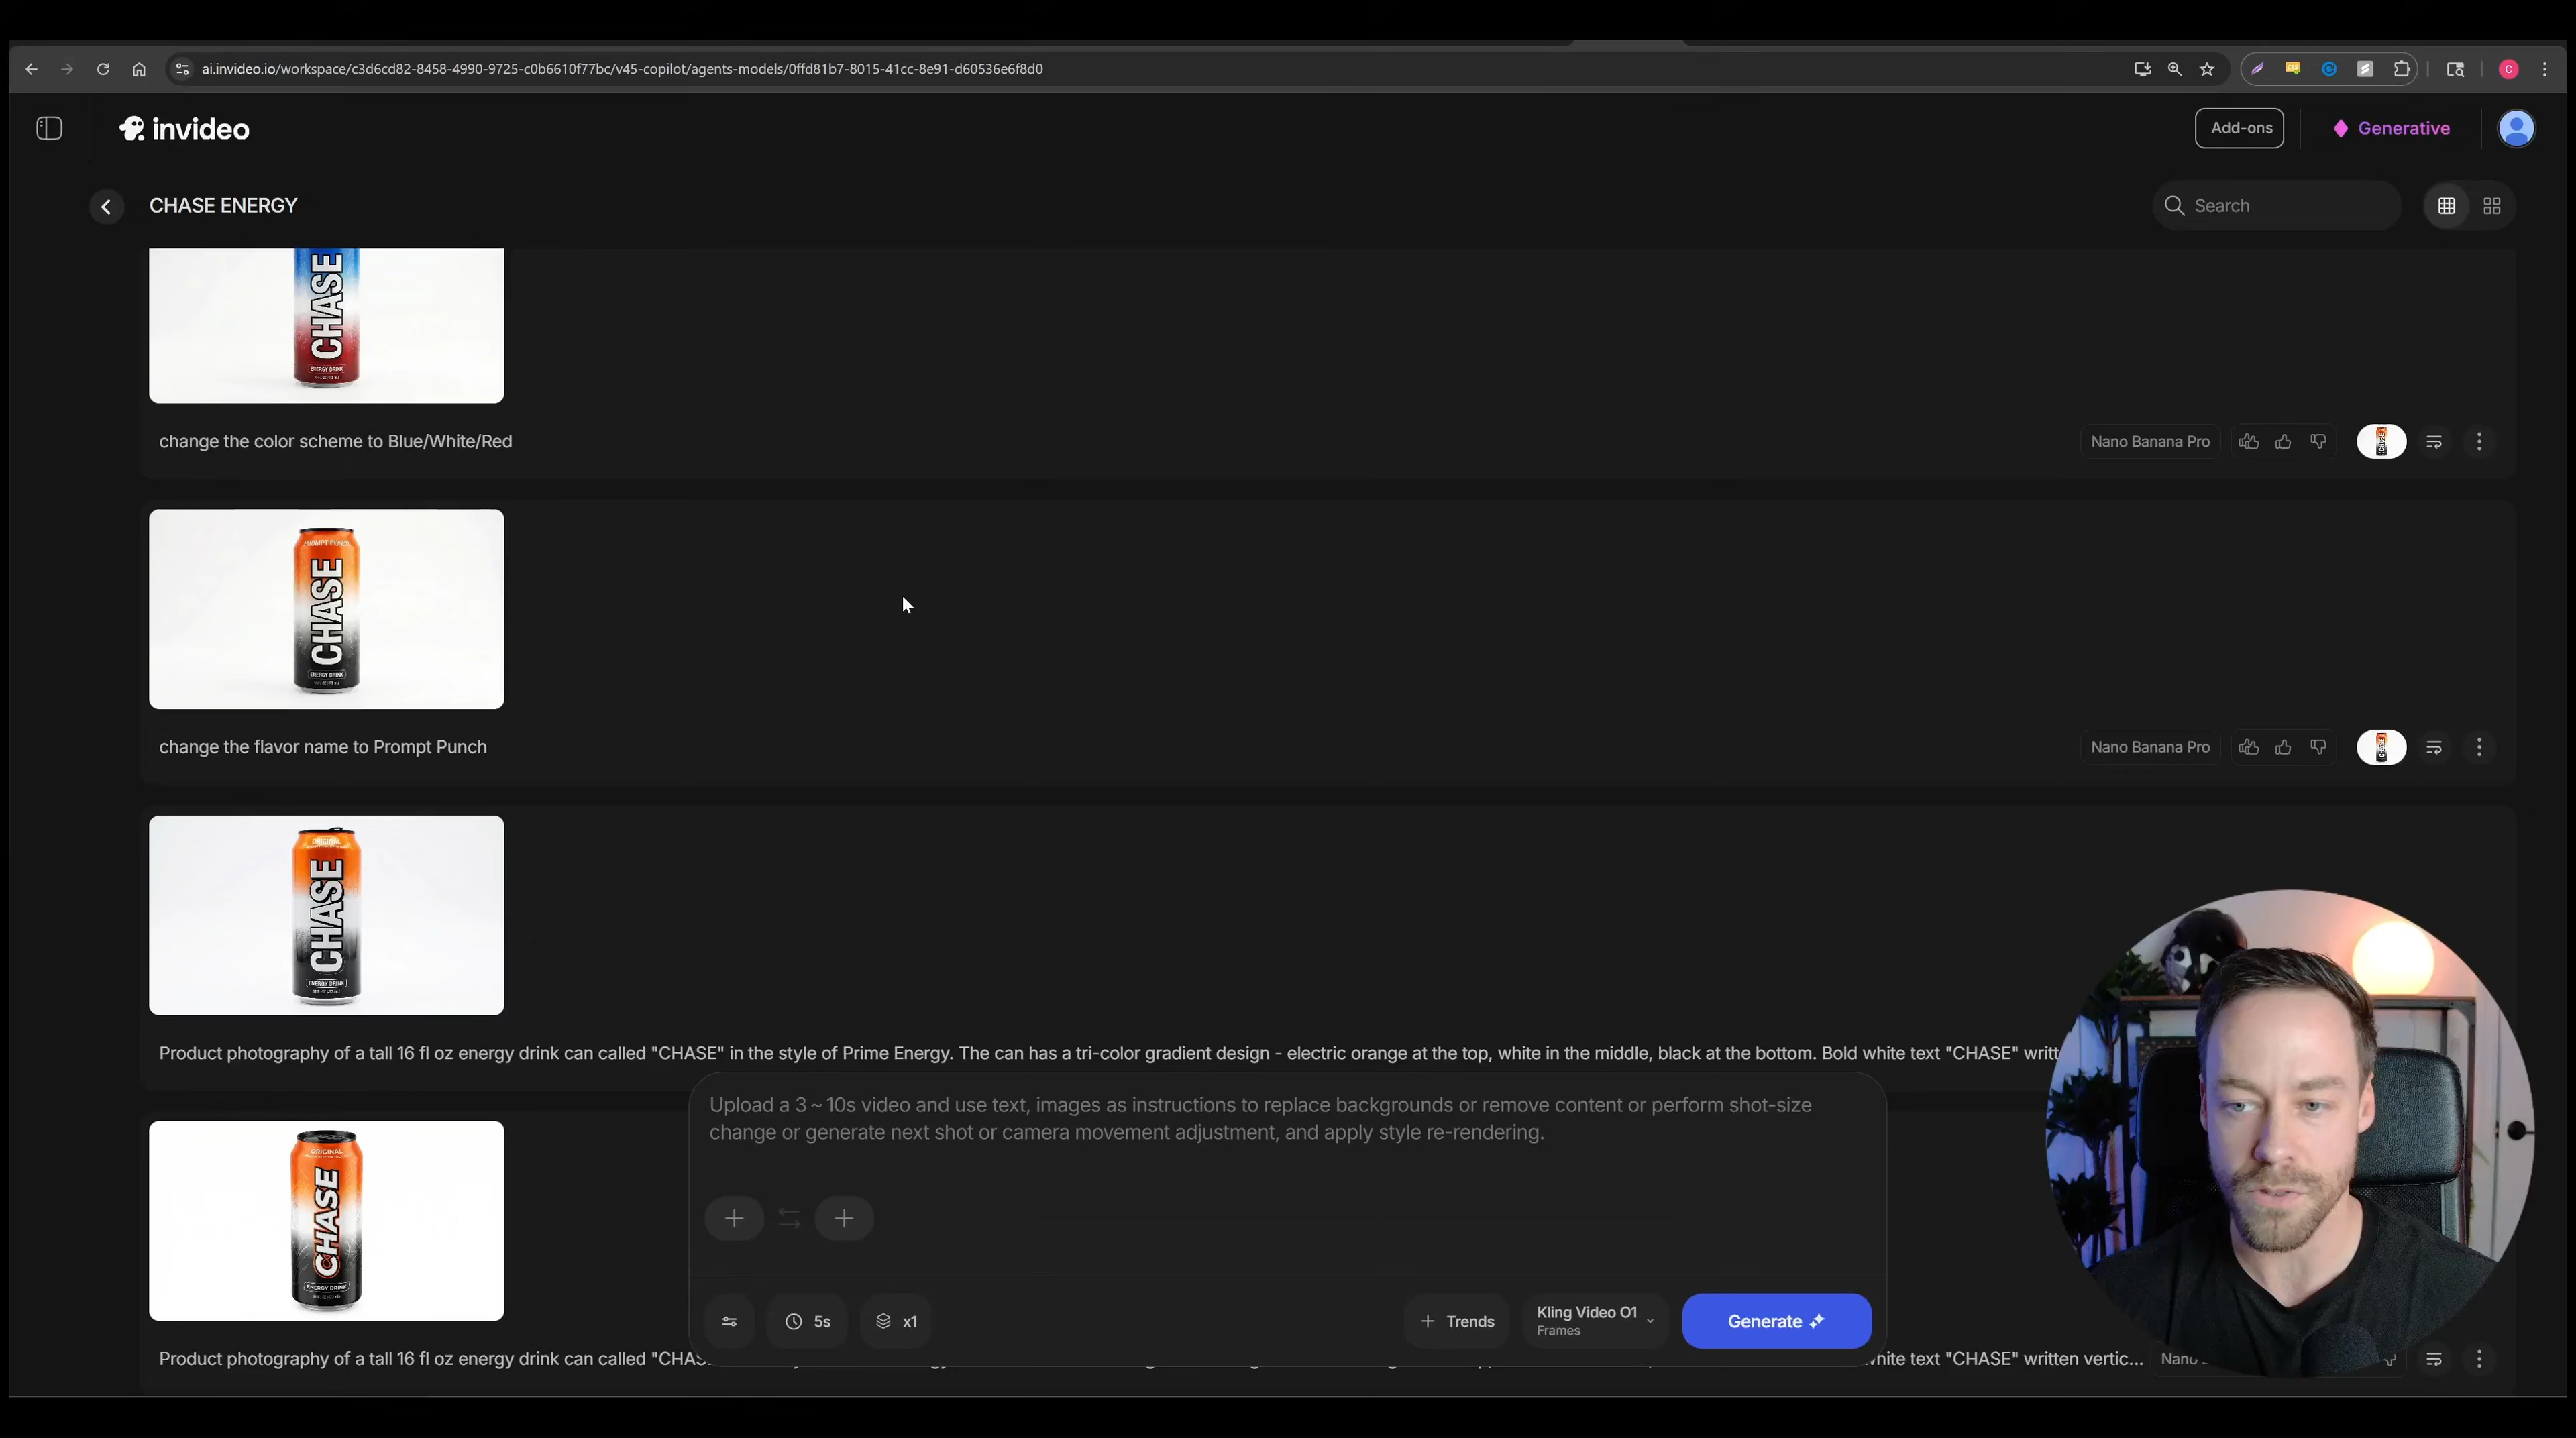 ai.invideo.io/workspace/c3d6cd82-8458-4990-9725-c0b6610f77bc/v45-copilot/agents-models/0ffd81b7-8015-41cc-8e91-d60536e6f8d0
C
invideo
Add-ons
Generative
CHASE ENERGY
Search
CHASE
ENERGY DRINK
change the color scheme to Blue/White/Red
Nano Banana Pro
PROMPT PUNCH
CHASE
ENERGY DRINK
change the flavor name to Prompt Punch
Nano Banana Pro
ORIGINAL
CHASE
ENERGY DRINK
Product photography of a tall 16 fl oz energy drink can called "CHASE" in the style of Prime Energy. The can has a tri-color gradient design - electric orange at the top, white in the middle, black at the bottom. Bold white text "CHASE"
Upload a 3 ~ 10s video and use text, images as instructions to replace backgrounds or remove content or perform shot-size
change or generate next shot or camera movement adjustment, and apply style re-rendering.
ORIGINAL
CHASE
ENERGY DRINK
5s
x1
Trends
Kling Video O1
Frames
Generate
Product photography of a tall 16 fl oz energy drink can called text "CHASE" written vertic... Nano